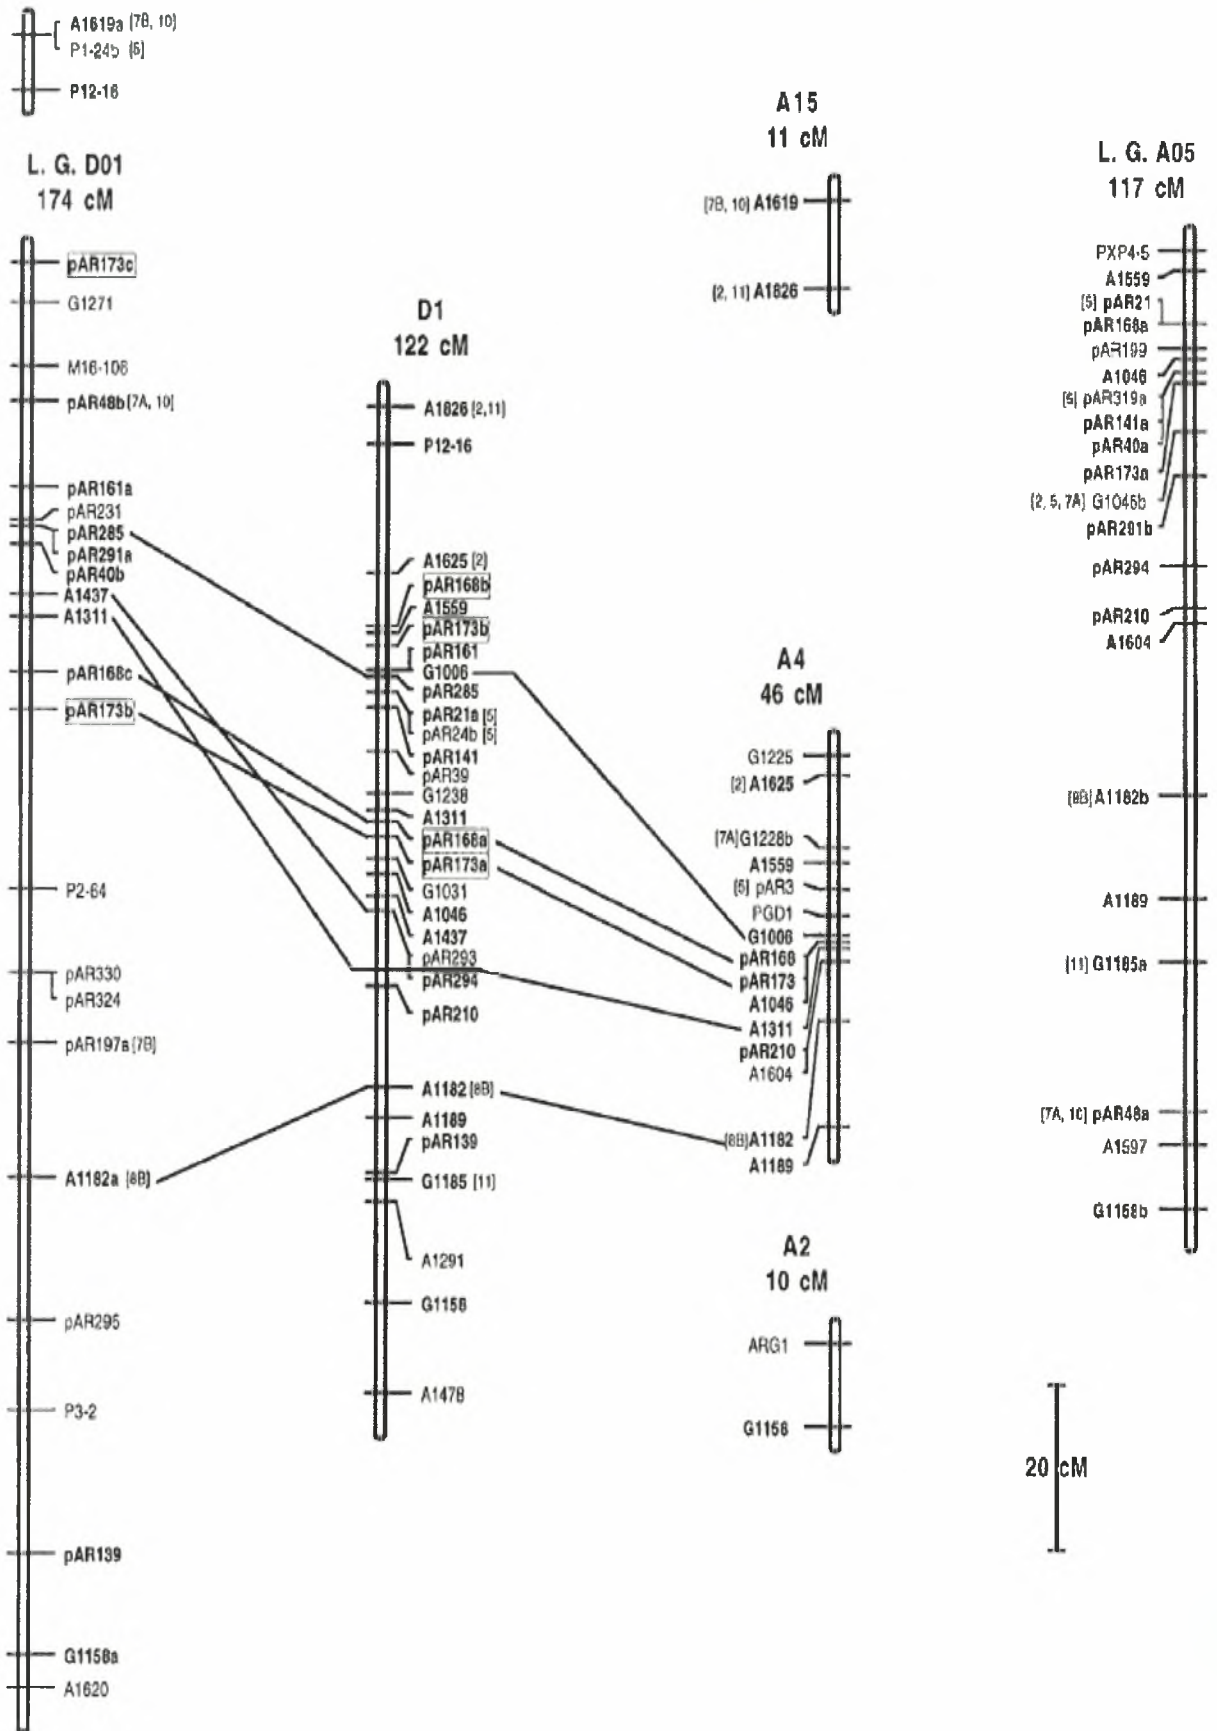 A1619a [7B, 10]
P1-24b [5]
P12-16
L. G. D01
174 cM
pAR173c
G1271
M16-106
pAR48b [7A, 10]
pAR161a
pAR231
pAR285
pAR291a
pAR40b
A1437
A1311
pAR168c
pAR173b
P2-64
pAR330
pAR324
pAR197a [7B]
A1182a [8B]
pAR295
P3-2
pAR139
G1158a
A1620
D1
122 cM
A1826 [2,11]
P12-16
A1625 [2]
pAR168b
A1559
pAR173b
pAR161
G1006
pAR285
pAR21a [5]
pAR24b [5]
pAR141
pAR39
G1238
A1311
pAR168a
pAR173a
G1031
A1046
A1437
pAR293
pAR294
pAR210
A1182 [8B]
A1189
pAR139
G1185 [11]
A1291
G1158
A1478
A15
11 cM
[7B, 10] A1619
[2, 11] A1826
A4
46 cM
G1225
[2] A1625
[7A] G1228b
A1559
[5] pAR3
PGD1
G1006
pAR168
pAR173
A1046
A1311
pAR210
A1604
[8B] A1182
A1189
A2
10 cM
ARG1
G1158
L. G. A05
117 cM
PXP4-5
A1559
[5] pAR21
pAR168a
pAR199
A1046
[5] pAR319a
pAR141a
pAR40a
pAR173a
[2, 5, 7A] G1046b
pAR291b
pAR294
pAR210
A1604
[8B] A1182b
A1189
[11] G1185a
[7A, 10] pAR48a
A1597
G1158b
20 cM